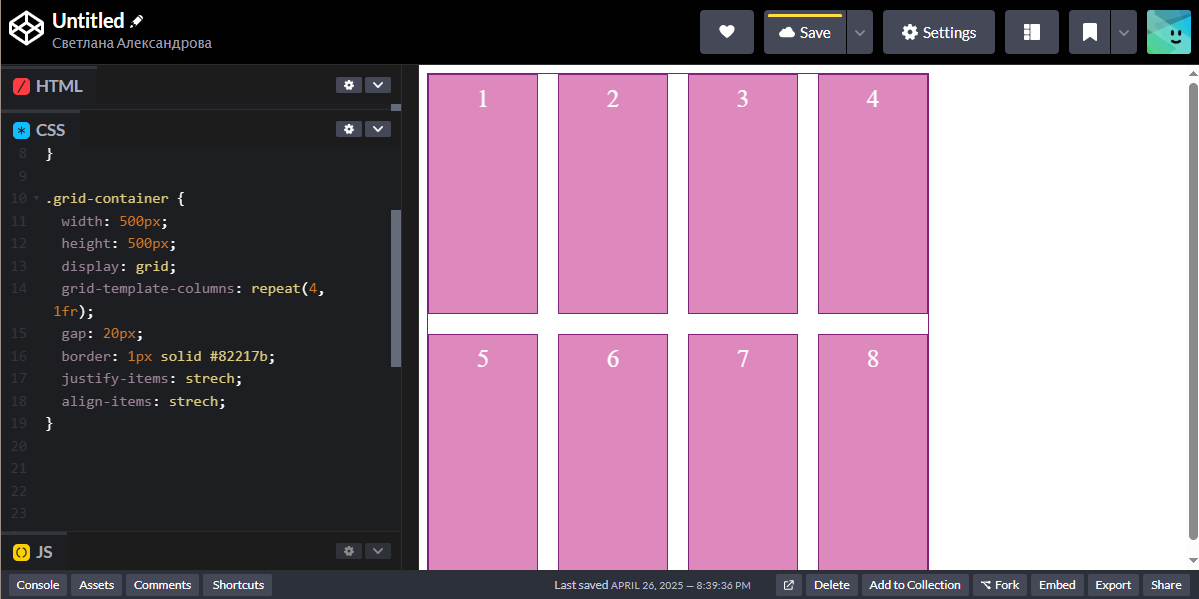 Untitled
Светлана Александрова
Save
Settings
HTML
CSS
8 }
9
10 .grid-container {
11 width: 500px;
12 height: 500px;
13 display: grid;
14 grid-template-columns: repeat(4,
1fr);
15 gap: 20px;
16 border: 1px solid #82217b;
17 justify-items: strech;
18 align-items: strech;
19 }
20
21
22
23
JS
1 2 3 4
5 6 7 8
Console Assets Comments Shortcuts Last saved APRIL 26, 2025 — 8:39:36 PM Delete Add to Collection Fork Embed Export Share